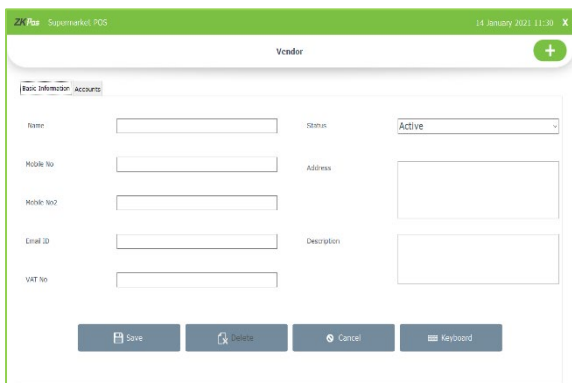 ZKPos Supermarket POS 14 January 2021 11:30 X
Vendor
+
Basic Information Accounts
Name Status Active
Mobile No Address
Mobile No2
Email ID Description
VAT No
Save Delete Cancel Keyboard